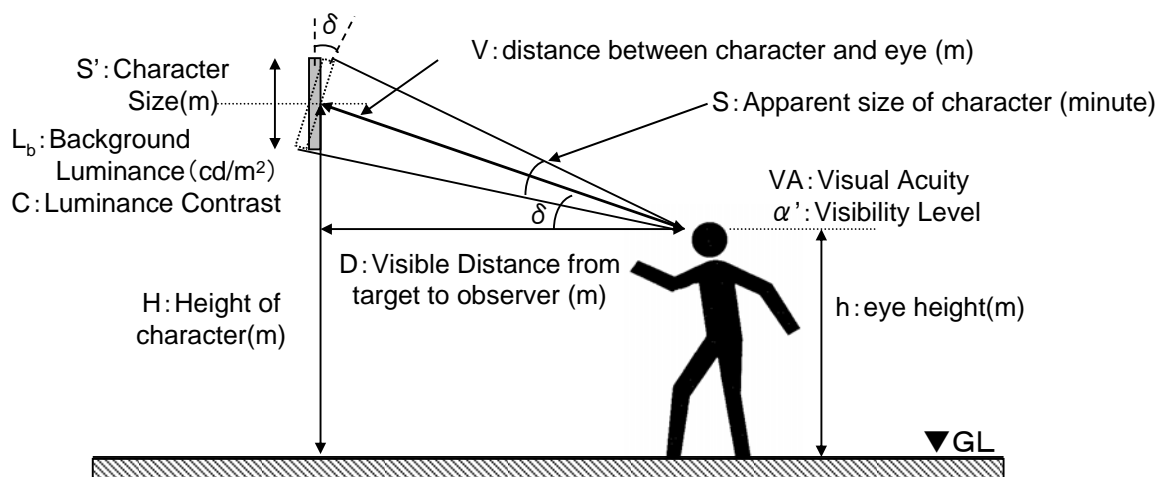 δ
V:distance between character and eye (m)
S’:Character
Size(m)
S:Apparent size of character (minute)
L_b:Background
Luminance(cd/m²)
C:Luminance Contrast
VA:Visual Acuity
α’:Visibility Level
δ
D:Visible Distance from
target to observer (m)
H:Height of
character(m)
h:eye height(m)
▼GL